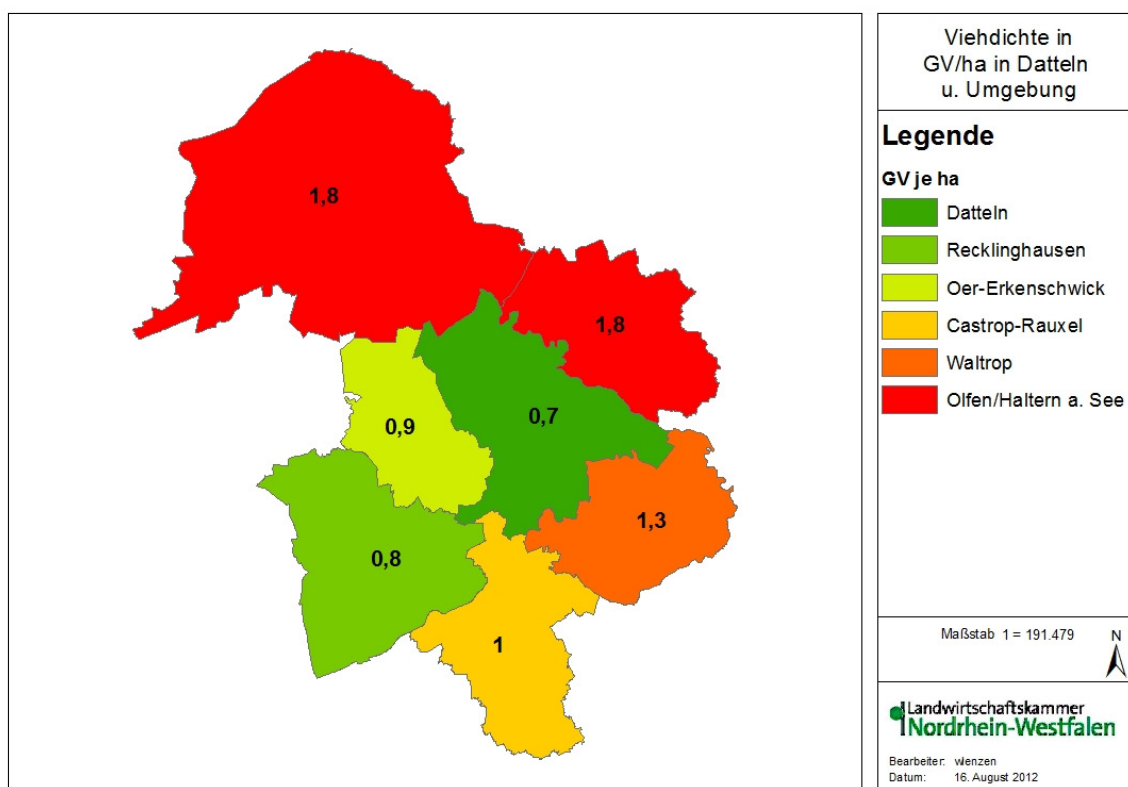 1,8
1,8
0,7
0,9
1,3
0,8
1
Viehdichte in
GV/ha in Datteln
u. Umgebung
Legende
GV je ha
Datteln
Recklinghausen
Oer-Erkenschwick
Castrop-Rauxel
Waltrop
Olfen/Haltern a. See
Maßstab 1 = 191.479
N
Landwirtschaftskammer
Nordrhein-Westfalen
Bearbeiter: wienzen
Datum: 16. August 2012